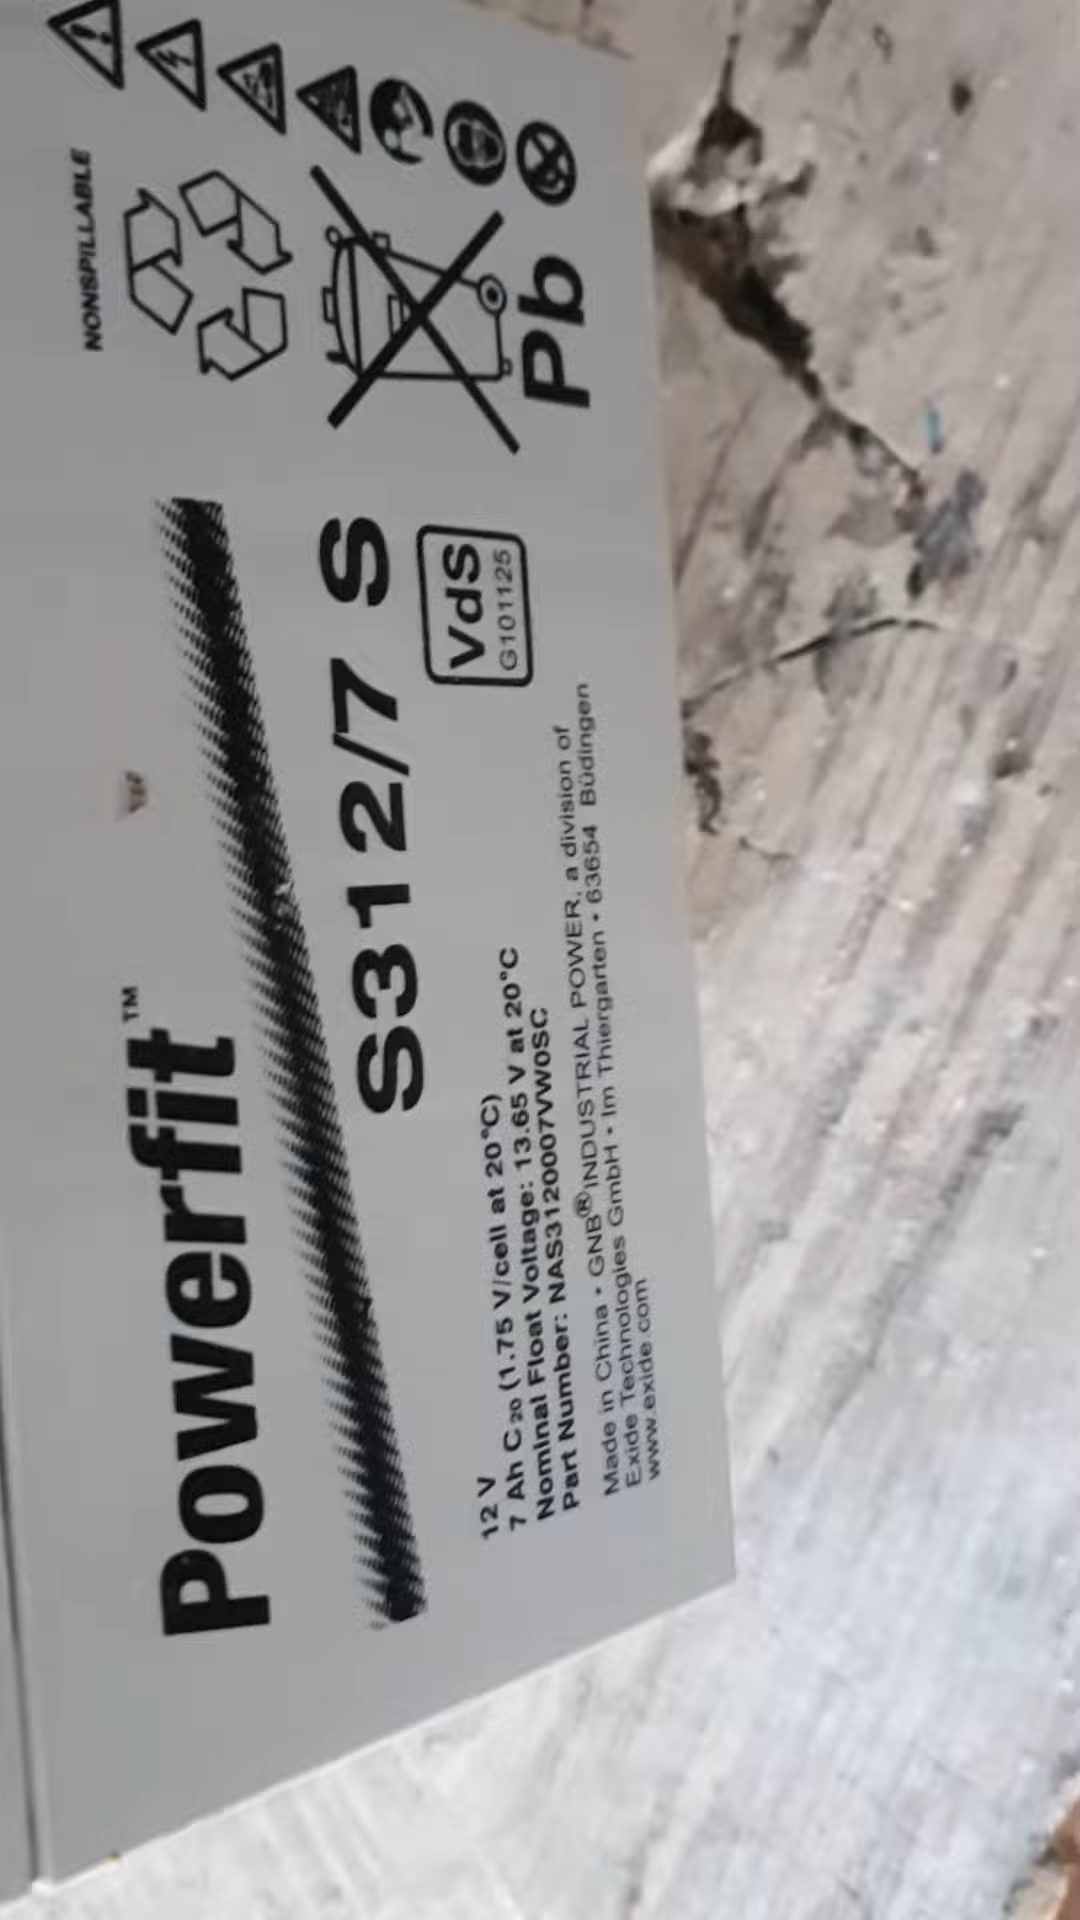 NONSPILLABLE
Pb
Powerfit™
S312/7 S
VdS
G101125
12 V
7 Ah C20 (1.75 V/cell at 20°C)
Nominal Float Voltage: 13.65 V at 20°C
Part Number: NAS3120007VW0SC
Made in China • GNB® INDUSTRIAL POWER, a division of
Exide Technologies GmbH • Im Thiergarten • 63654 Büdingen
www.exide.com